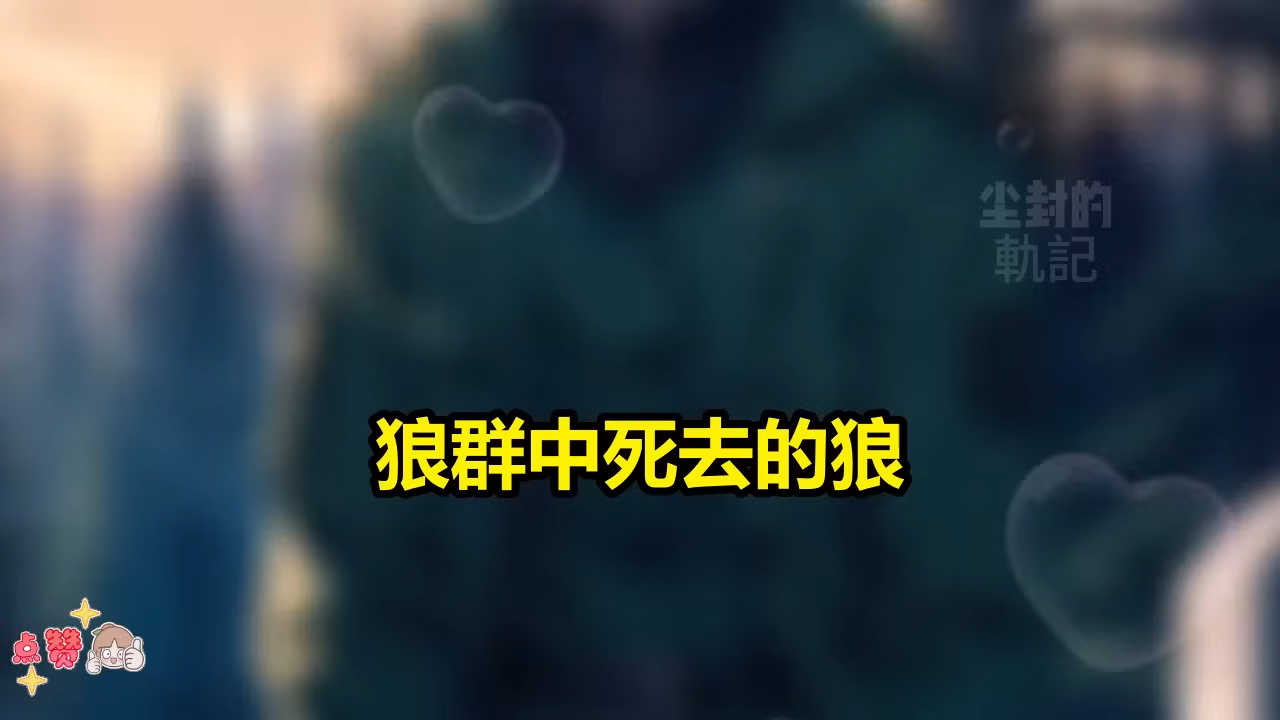 尘封的
軌記
狼群中死去的狼
点赞